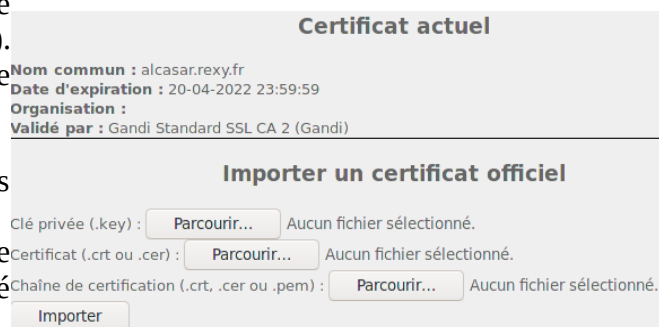 Certificat actuel
Nom commun : alcasar.rexy.fr
Date d'expiration : 20-04-2022 23:59:59
Organisation :
Validé par : Gandi Standard SSL CA 2 (Gandi)
Importer un certificat officiel
Clé privée (.key) : Parcourir... Aucun fichier sélectionné.
Certificat (.crt ou .cer) : Parcourir... Aucun fichier sélectionné.
Chaîne de certification (.crt, .cer ou .pem) : Parcourir... Aucun fichier sélectionné.
Importer